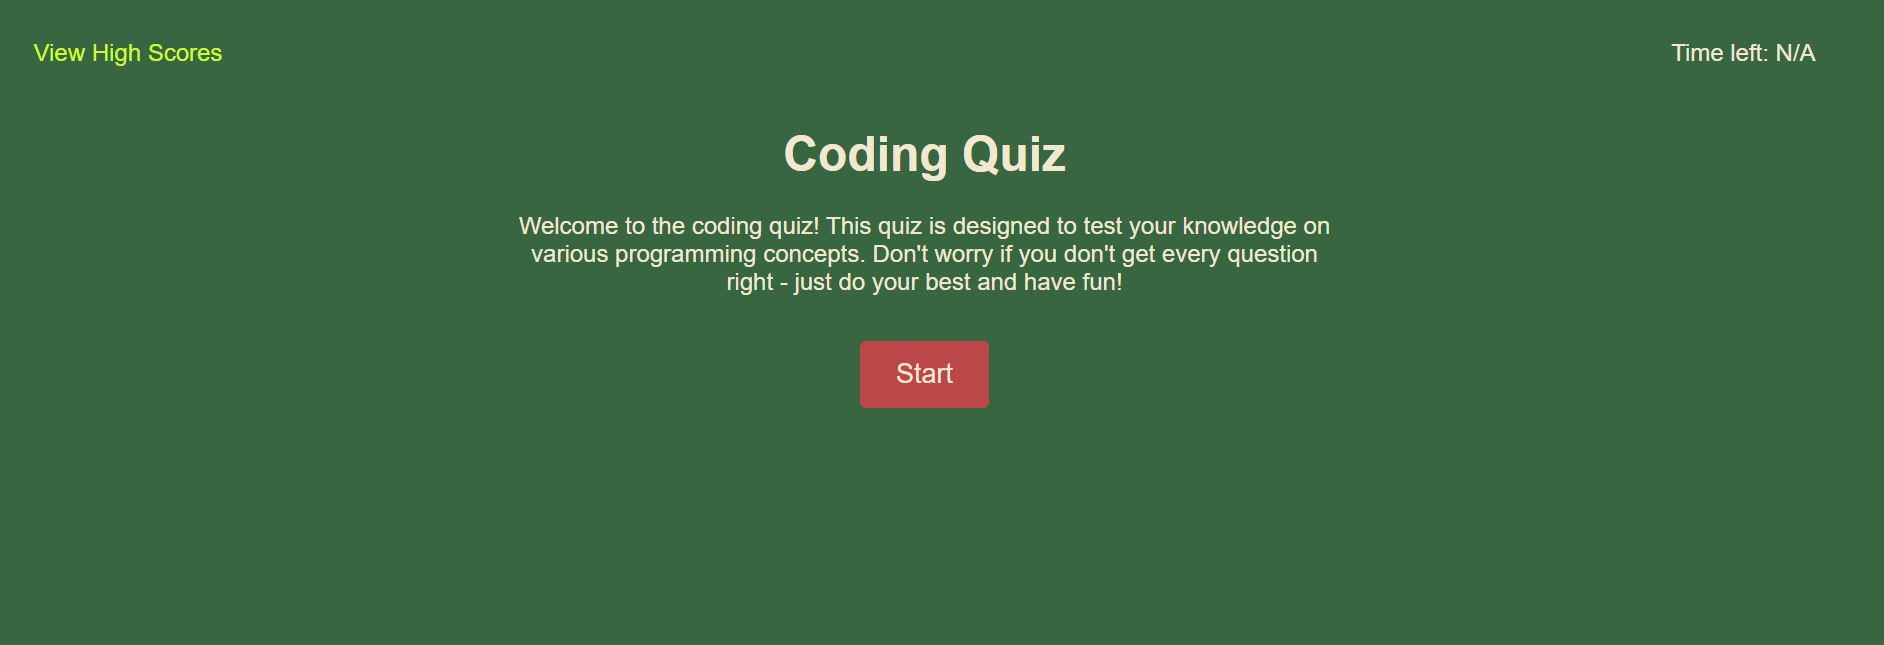 View High Scores
Time left: N/A
Coding Quiz
Welcome to the coding quiz! This quiz is designed to test your knowledge on
various programming concepts. Don't worry if you don't get every question
right - just do your best and have fun!
Start